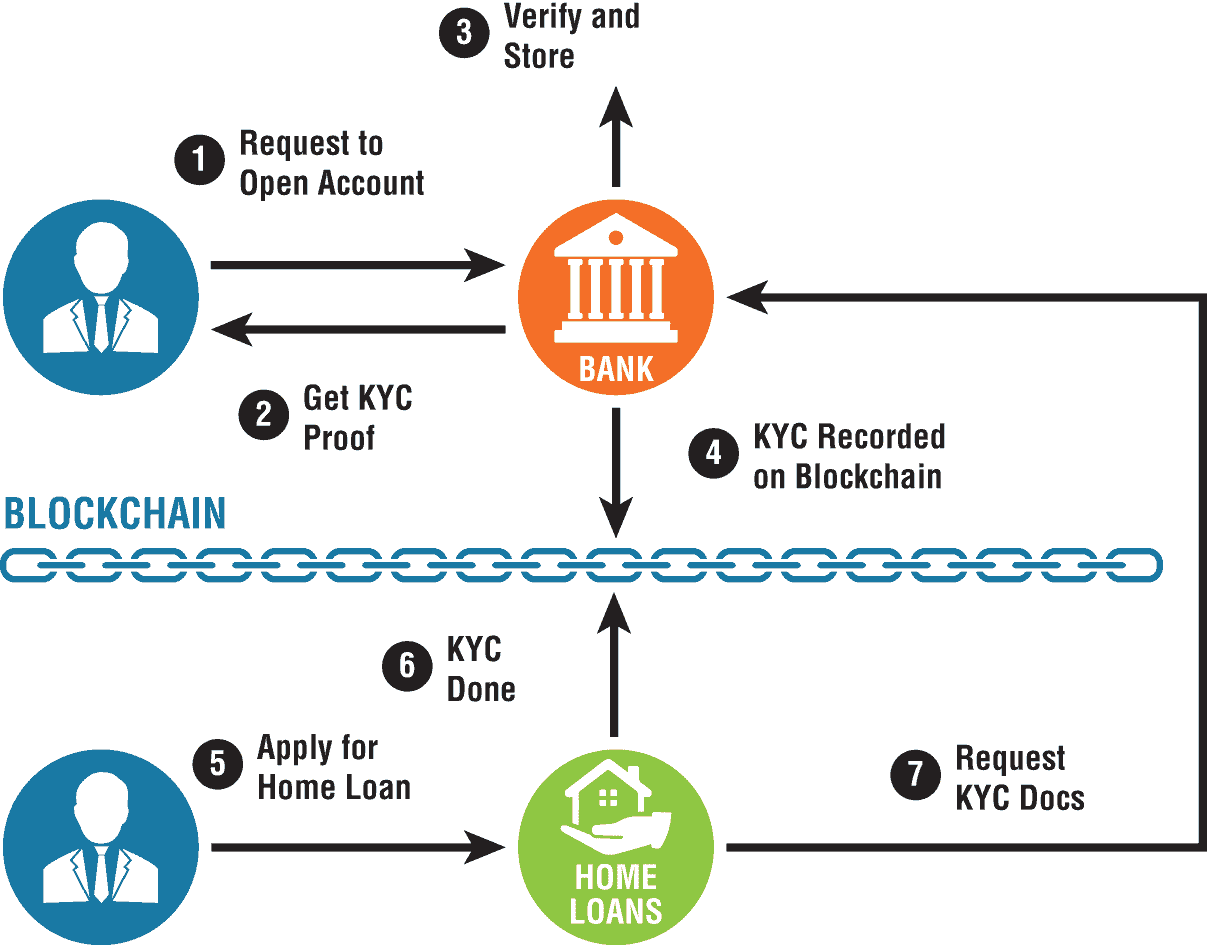 3
Verify and
Store
1
Request to
Open Account
BANK
2
Get KYC
Proof
4
KYC Recorded
on Blockchain
BLOCKCHAIN
6
KYC
Done
5
Apply for
Home Loan
7
Request
KYC Docs
HOME
LOANS